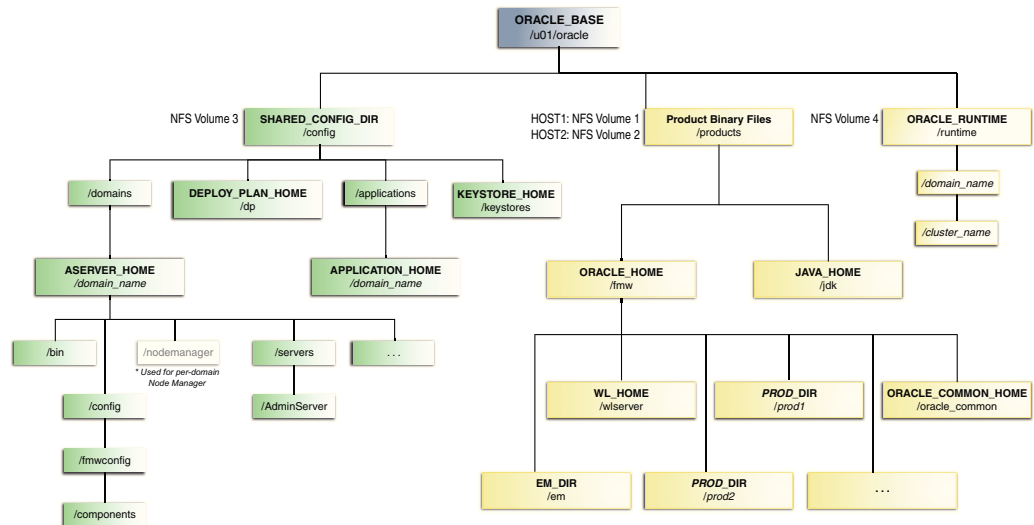 ORACLE_BASE
/u01/oracle
NFS Volume 3
SHARED_CONFIG_DIR
/config
HOST1: NFS Volume 1
HOST2: NFS Volume 2
Product Binary Files
/products
NFS Volume 4
ORACLE_RUNTIME
/runtime
/domains
DEPLOY_PLAN_HOME
/dp
/applications
KEYSTORE_HOME
/keystores
/domain_name
/cluster_name
ASERVER_HOME
/domain_name
APPLICATION_HOME
/domain_name
ORACLE_HOME
/fmw
JAVA_HOME
/jdk
/bin
/nodemanager
* Used for per-domain
Node Manager
/servers
. . .
/config
/AdminServer
WL_HOME
/wlserver
PROD_DIR
/prod1
ORACLE_COMMON_HOME
/oracle_common
/fmwconfig
EM_DIR
/em
PROD_DIR
/prod2
. . .
/components